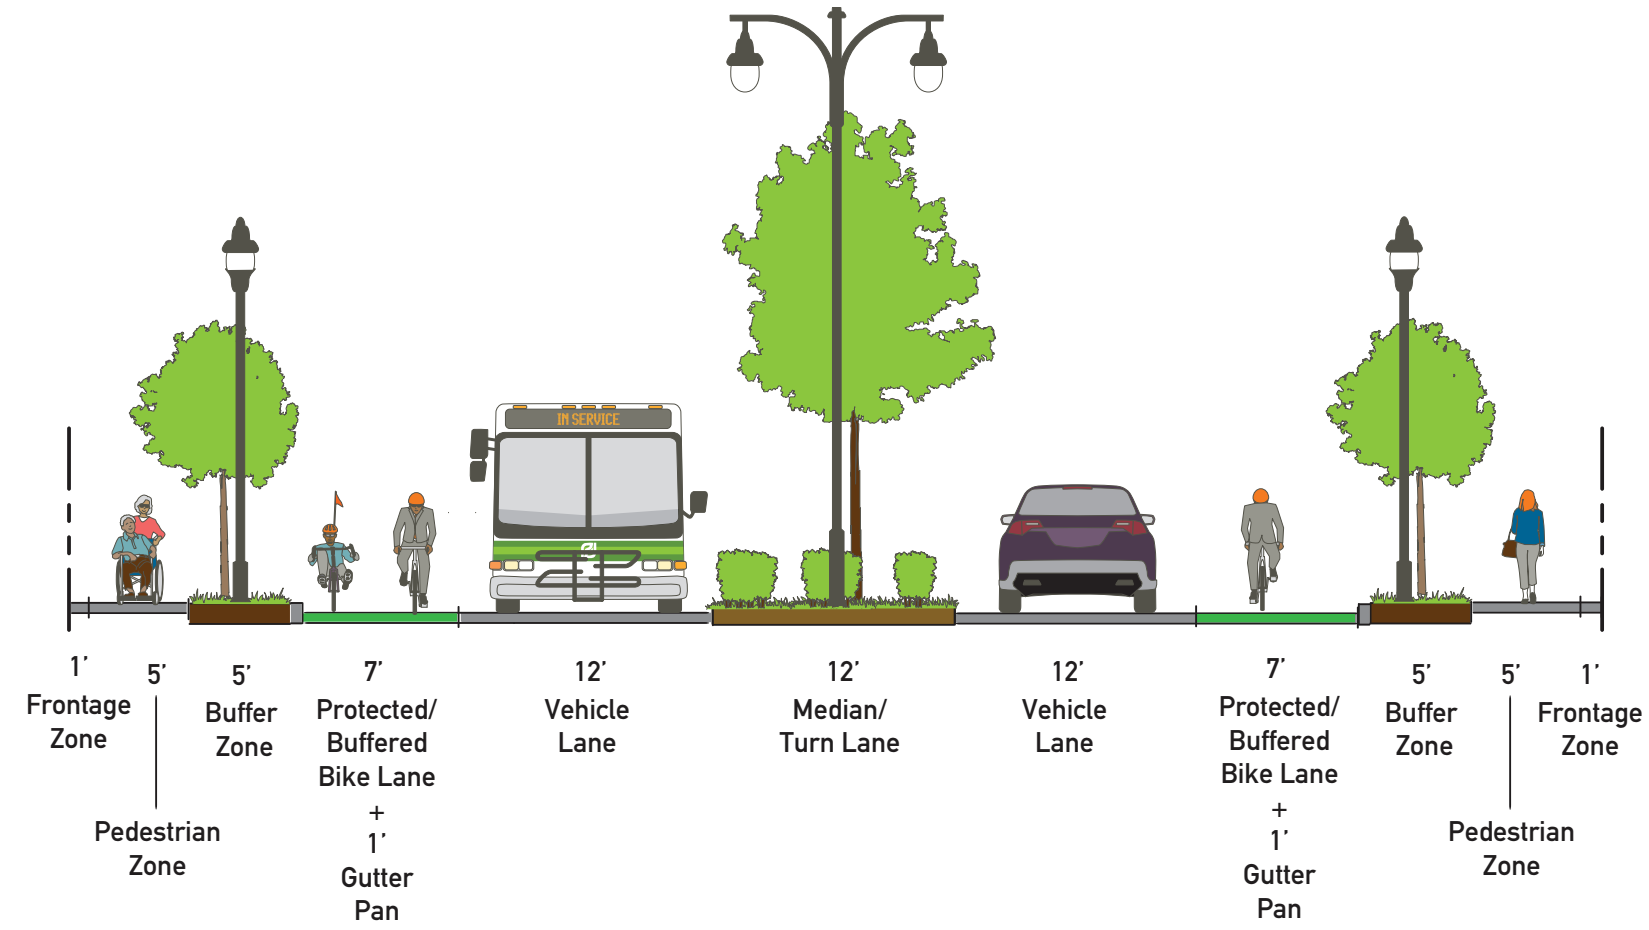 IN SERVICE
1’
Frontage
Zone
5’
Pedestrian
Zone
5’
Buffer
Zone
7’
Protected/
Buffered
Bike Lane
+
1’
Gutter
Pan
12’
Vehicle
Lane
12’
Median/
Turn Lane
12’
Vehicle
Lane
7’
Protected/
Buffered
Bike Lane
+
1’
Gutter
Pan
5’
Buffer
Zone
5’
Pedestrian
Zone
1’
Frontage
Zone